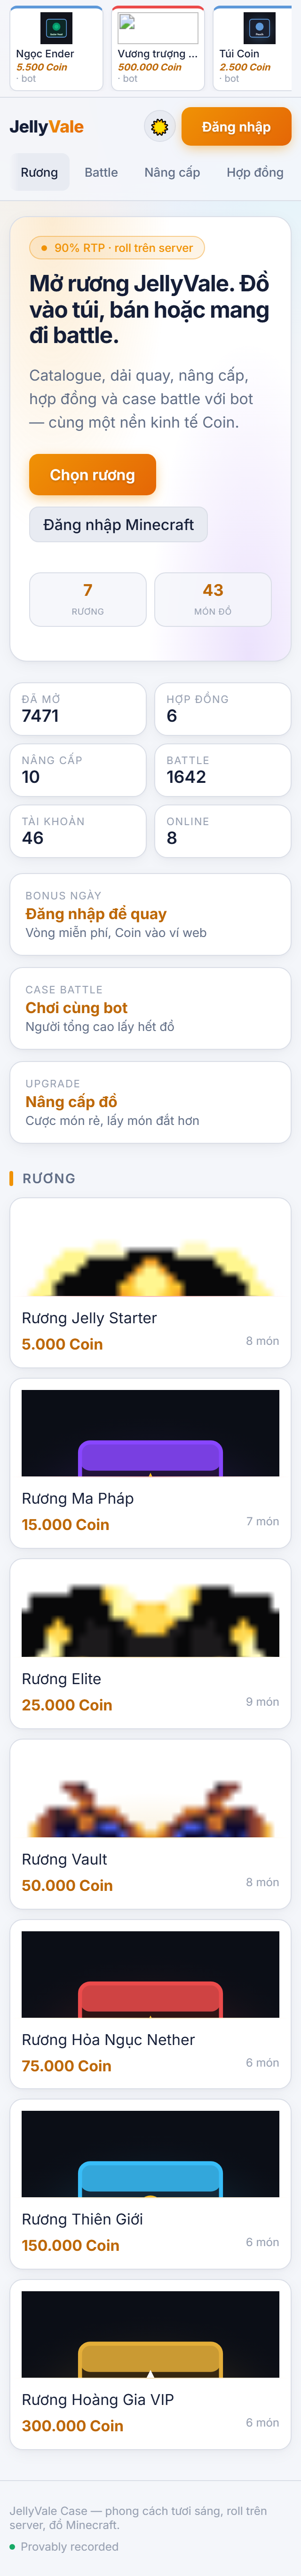 Ngọc Ender
5.500 Coin
· bot
Vương trượng ...
500.000 Coin
· bot
Túi Coin
2.500 Coin
· bot
JellyVale
Đăng nhập
Rương
Battle
Nâng cấp
Hợp đồng
90% RTP · roll trên server
Mở rương JellyVale. Đồ
vào túi, bán hoặc mang
đi battle.
Catalogue, dải quay, nâng cấp,
hợp đồng và case battle với bot
— cùng một nền kinh tế Coin.
Chọn rương
Đăng nhập Minecraft
7
RƯƠNG
43
MÓN ĐỒ
ĐÃ MỞ
7471
HỢP ĐỒNG
6
NÂNG CẤP
10
BATTLE
1642
TÀI KHOẢN
46
ONLINE
8
BONUS NGÀY
Đăng nhập để quay
Vòng miễn phí, Coin vào ví web
CASE BATTLE
Chơi cùng bot
Người tổng cao lấy hết đồ
UPGRADE
Nâng cấp đồ
Cược món rẻ, lấy món đắt hơn
RƯƠNG
Rương Jelly Starter
5.000 Coin
8 món
Rương Ma Pháp
15.000 Coin
7 món
Rương Elite
25.000 Coin
9 món
Rương Vault
50.000 Coin
8 món
Rương Hỏa Ngục Nether
75.000 Coin
6 món
Rương Thiên Giới
150.000 Coin
6 món
Rương Hoàng Gia VIP
300.000 Coin
6 món
JellyVale Case — phong cách tươi sáng, roll trên
server, đồ Minecraft.
Provably recorded